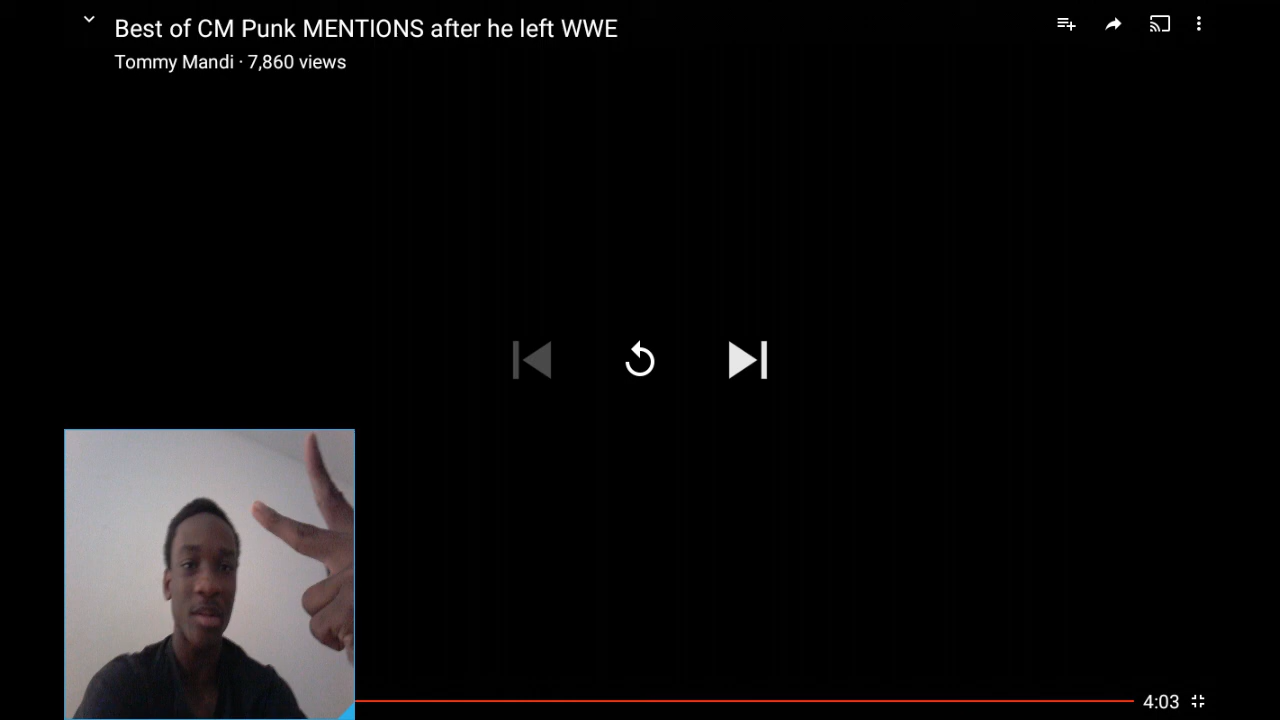 Best of CM Punk MENTIONS after he left WWE
Tommy Mandi · 7,860 views
4:03